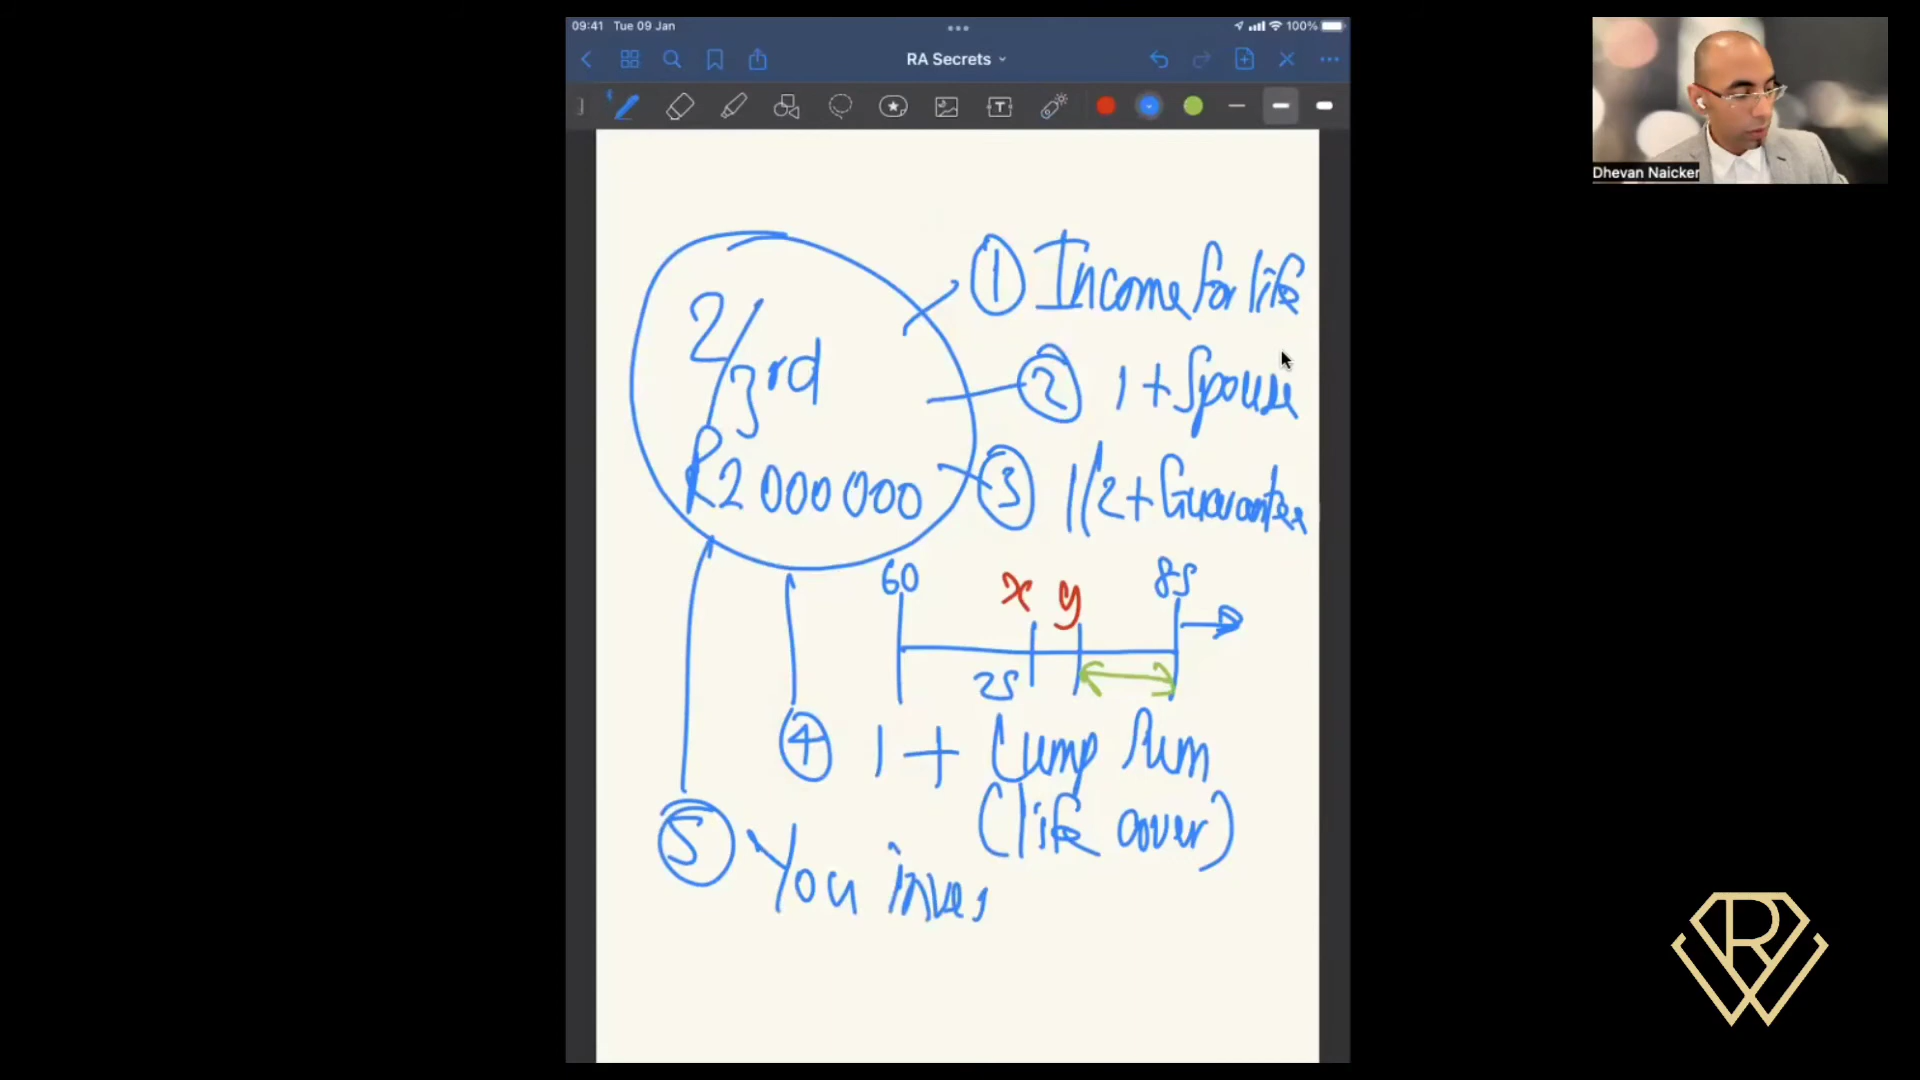 09:41 Tue 09 Jan
100%
RA Secrets
Dhevan Naicker
2/3rd
R2 000 000
① Income for life
② 1 + Spouse
③ 1/2 + Guarantee
60 x y 85
25
④ 1 + Lump Sum
(life cover)
⑤ You inves
RW